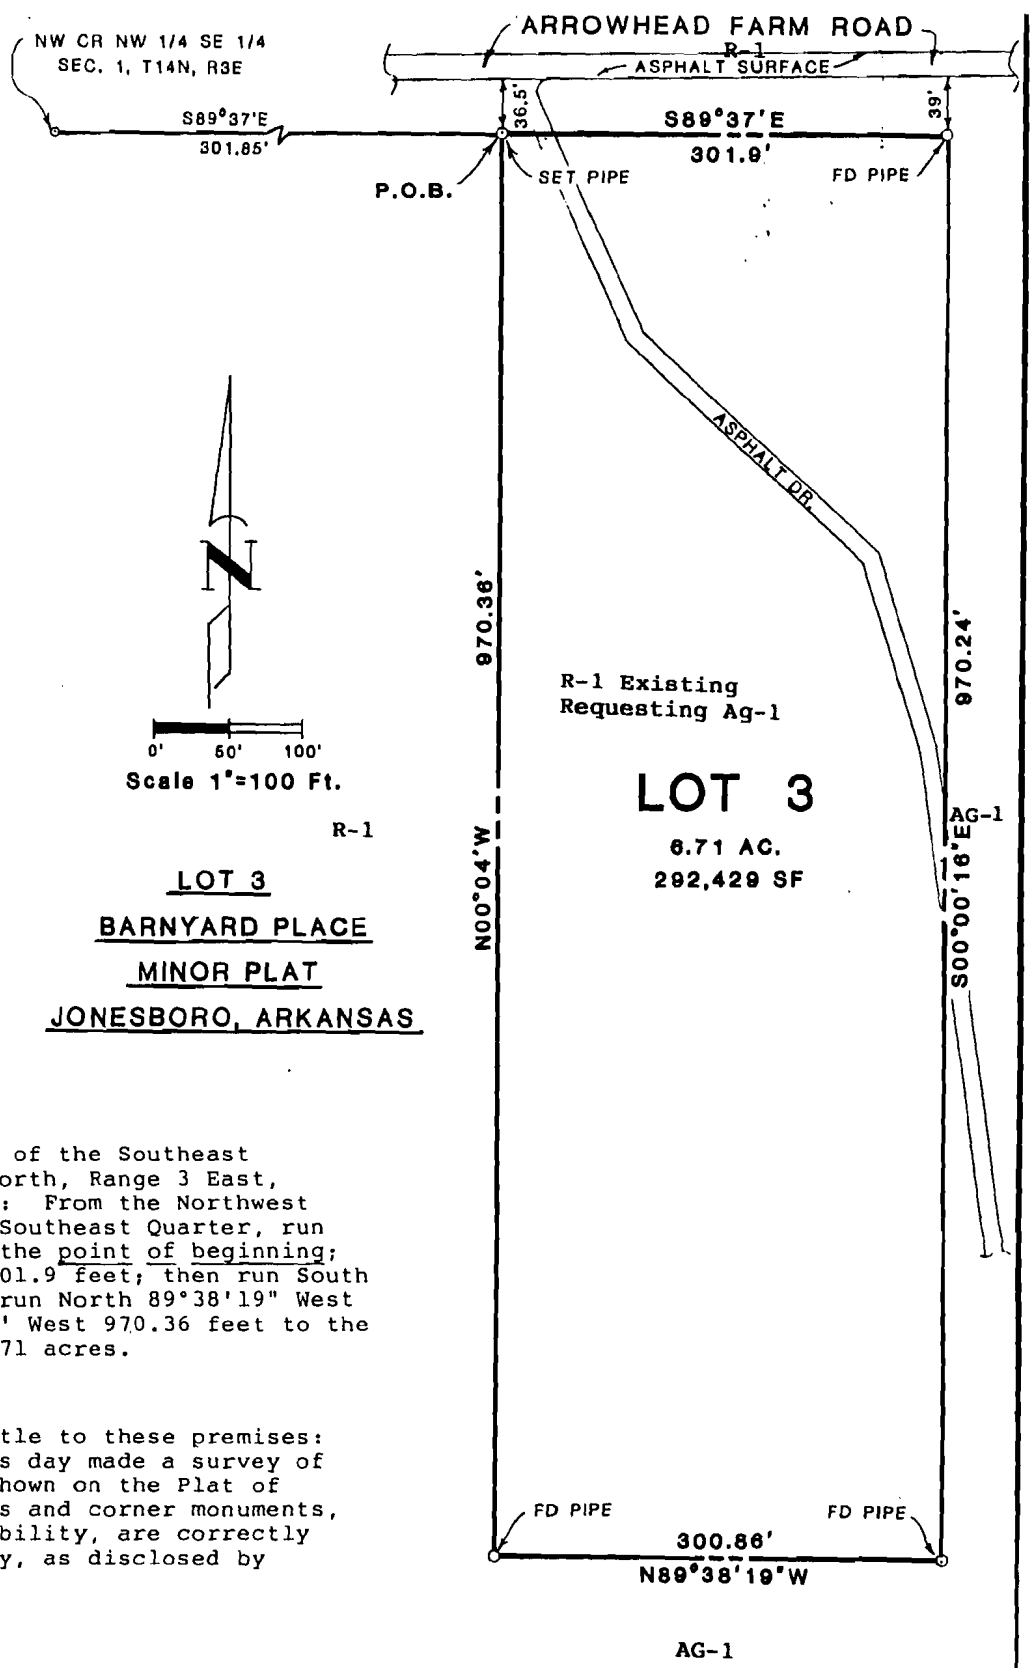 ARROWHEAD FARM ROAD
R-1
ASPHALT SURFACE
NW CR NW 1/4 SE 1/4
SEC. 1, T14N, R3E
36.5'
39'
S89°37'E
301.85'
S89°37'E
301.9'
P.O.B.
SET PIPE
FD PIPE
ASPHALT DR.
N
970.36'
N00°04'W
970.24'
S00°00'16"E
R-1 Existing
Requesting Ag-1
LOT 3
6.71 AC.
292,429 SF
AG-1
0' 50' 100'
Scale 1"=100 Ft.
R-1
LOT 3
BARNYARD PLACE
MINOR PLAT
JONESBORO, ARKANSAS
of the Southeast
orth, Range 3 East,
: From the Northwest
Southeast Quarter, run
the point of beginning;
01.9 feet; then run South
run North 89°38'19" West
' West 970.36 feet to the
71 acres.
tle to these premises:
s day made a survey of
hown on the Plat of
s and corner monuments,
bility, are correctly
y, as disclosed by
FD PIPE
FD PIPE
300.86'
N89°38'19"W
AG-1